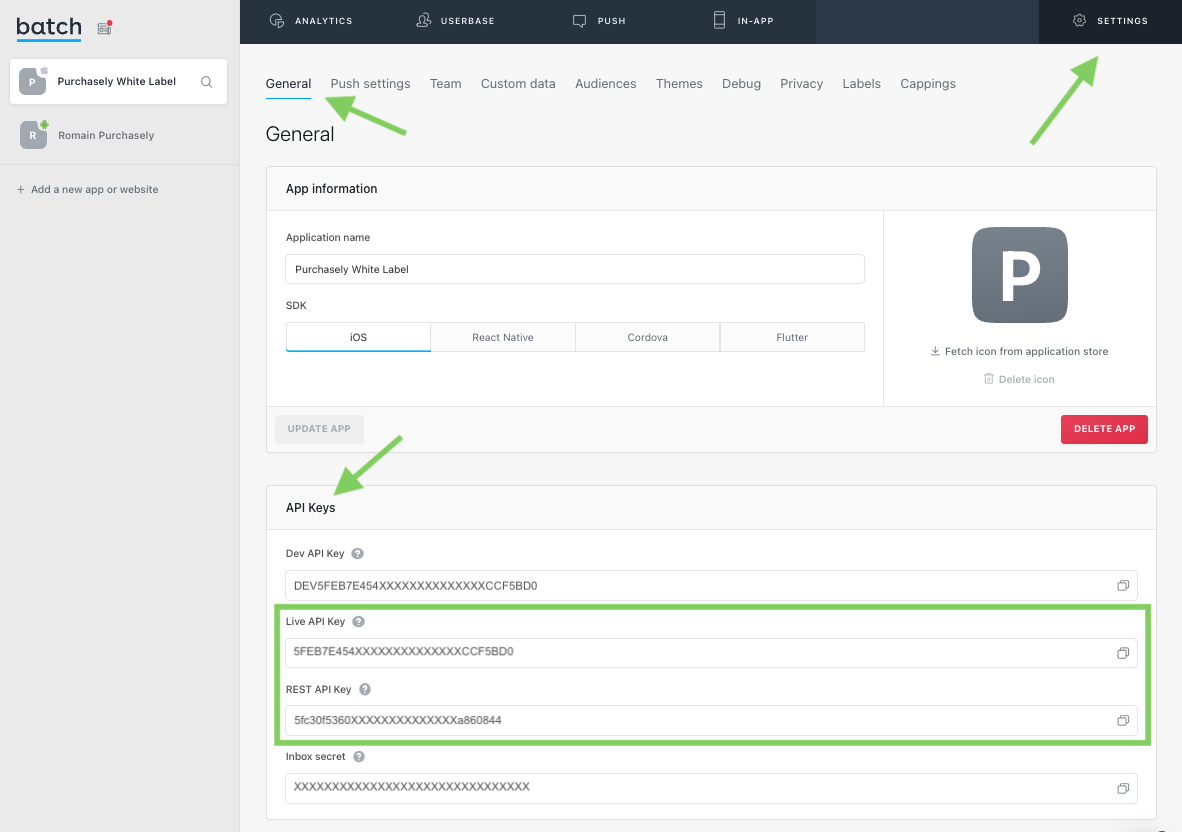 batch
ANALYTICS
USERBASE
PUSH
IN-APP
SETTINGS
P
Purchasely White Label
R
Romain Purchasely
+ Add a new app or website
General Push settings Team Custom data Audiences Themes Debug Privacy Labels Cappings
General
App information
Application name
Purchasely White Label
SDK
iOS React Native Cordova Flutter
P
Fetch icon from application store
Delete icon
UPDATE APP
DELETE APP
API Keys
Dev API Key ?
DEV5FEB7E454XXXXXXXXXXXXXXCCF5BD0
Live API Key ?
5FEB7E454XXXXXXXXXXXXXXCCF5BD0
REST API Key ?
5fc30f5360XXXXXXXXXXXXXXa860844
Inbox secret ?
XXXXXXXXXXXXXXXXXXXXXXXXXXXXXXX